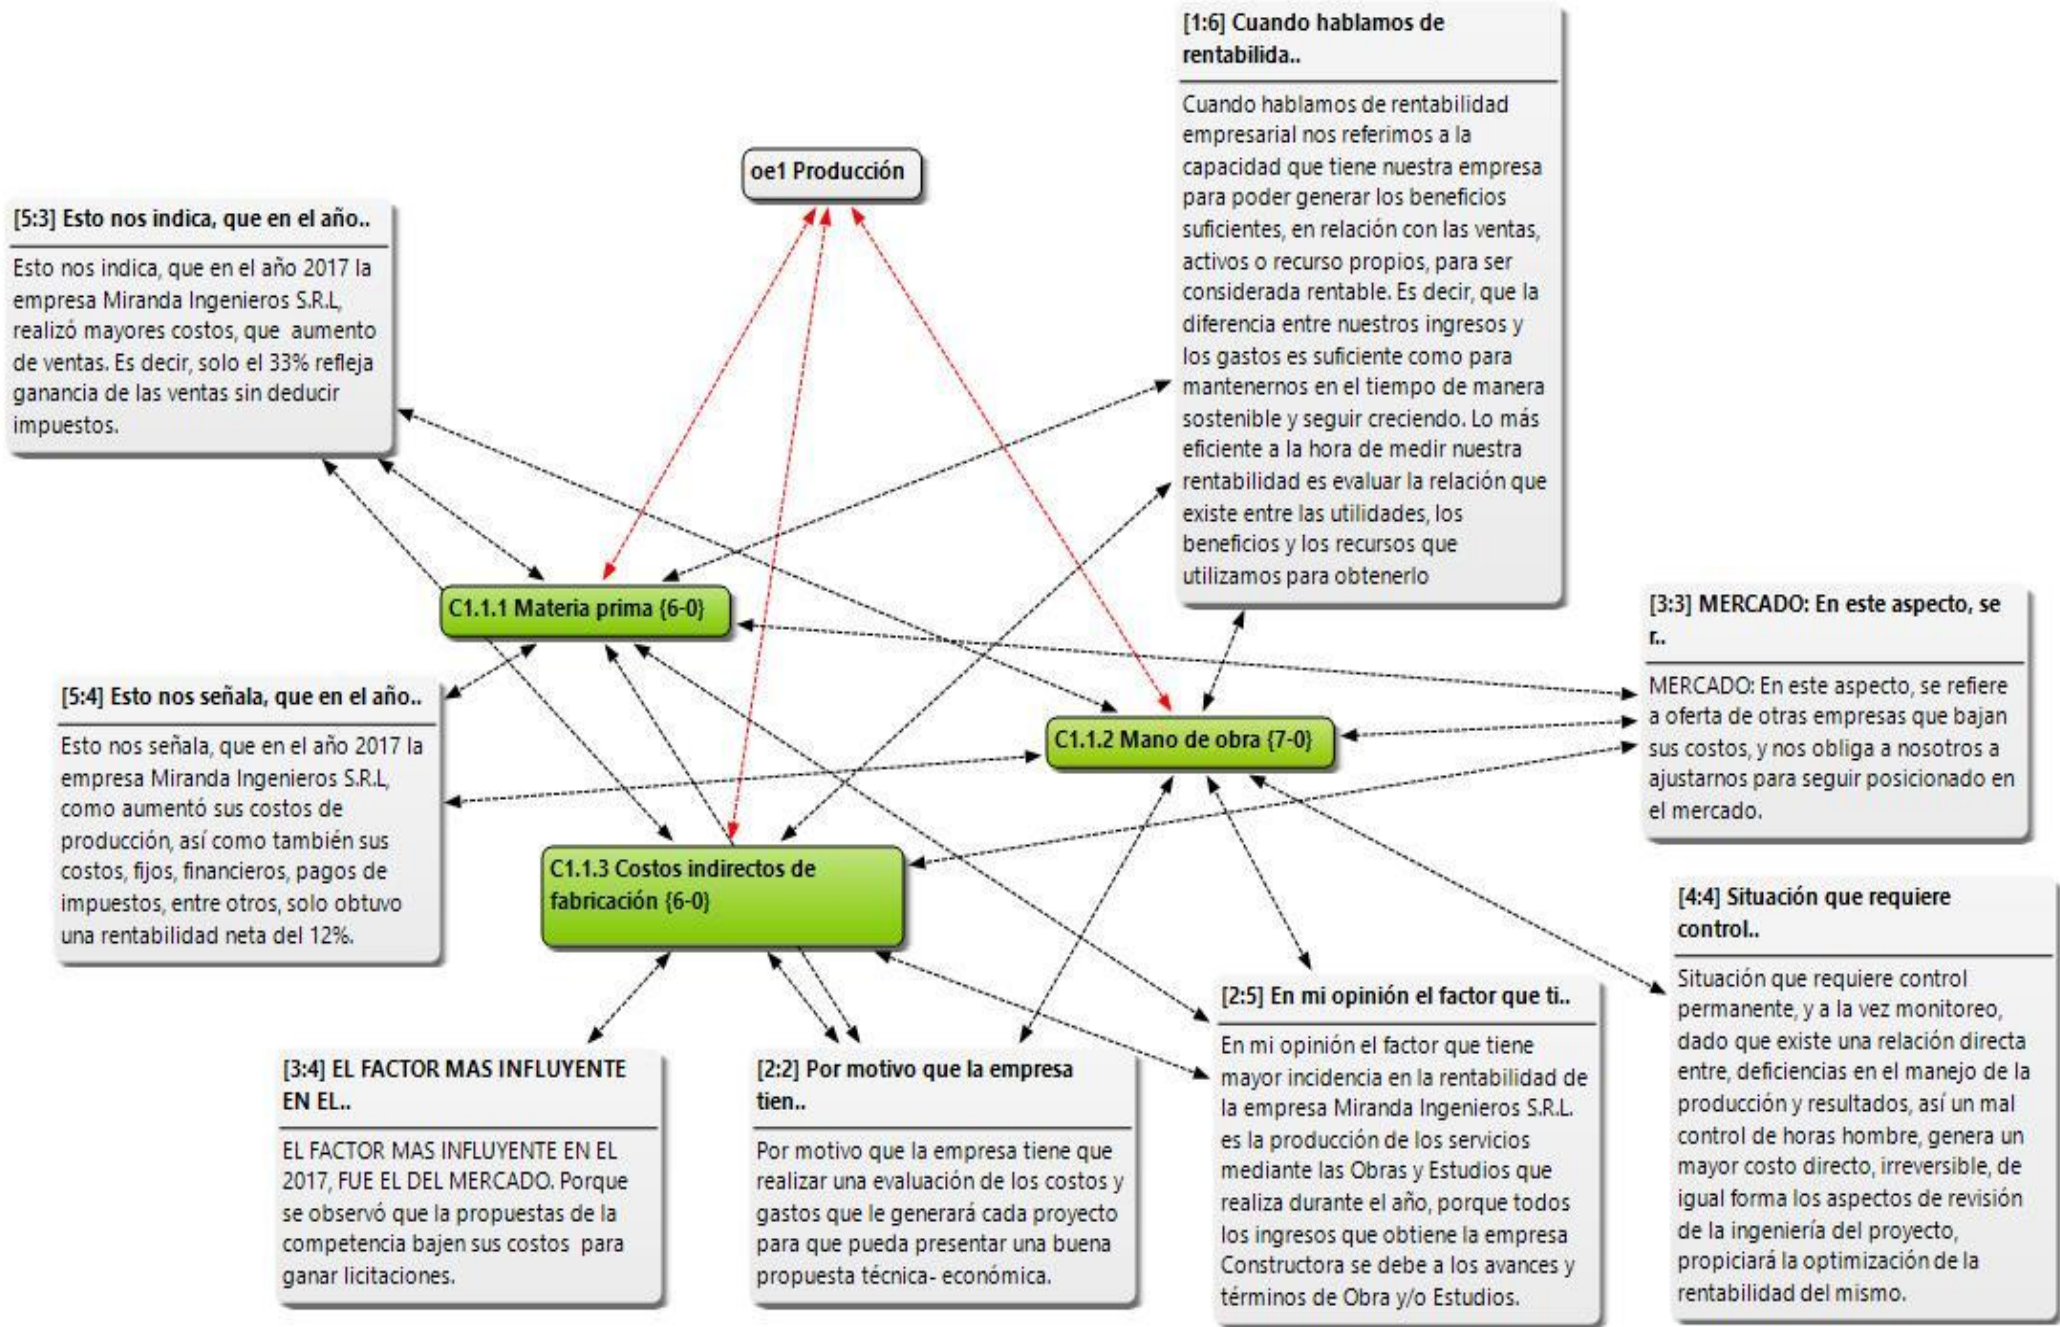 [1:6] Cuando hablamos de
rentabilida..
Cuando hablamos de rentabilidad
empresarial nos referimos a la
capacidad que tiene nuestra empresa
para poder generar los beneficios
suficientes, en relación con las ventas,
activos o recurso propios, para ser
considerada rentable. Es decir, que la
diferencia entre nuestros ingresos y
los gastos es suficiente como para
mantenernos en el tiempo de manera
sostenible y seguir creciendo. Lo más
eficiente a la hora de medir nuestra
rentabilidad es evaluar la relación que
existe entre las utilidades, los
beneficios y los recursos que
utilizamos para obtenerlo
oe1 Producción
[5:3] Esto nos indica, que en el año..
Esto nos indica, que en el año 2017 la
empresa Miranda Ingenieros S.R.L,
realizó mayores costos, que aumento
de ventas. Es decir, solo el 33% refleja
ganancia de las ventas sin deducir
impuestos.
C1.1.1 Materia prima {6-0}
[3:3] MERCADO: En este aspecto, se
r..
MERCADO: En este aspecto, se refiere
a oferta de otras empresas que bajan
sus costos, y nos obliga a nosotros a
ajustarnos para seguir posicionado en
el mercado.
[5:4] Esto nos señala, que en el año..
Esto nos señala, que en el año 2017 la
empresa Miranda Ingenieros S.R.L,
como aumentó sus costos de
producción, así como también sus
costos, fijos, financieros, pagos de
impuestos, entre otros, solo obtuvo
una rentabilidad neta del 12%.
C1.1.2 Mano de obra {7-0}
C1.1.3 Costos indirectos de
fabricación {6-0}
[4:4] Situación que requiere
control..
Situación que requiere control
permanente, y a la vez monitoreo,
dado que existe una relación directa
entre, deficiencias en el manejo de la
producción y resultados, así un mal
control de horas hombre, genera un
mayor costo directo, irreversible, de
igual forma los aspectos de revisión
de la ingeniería del proyecto,
propiciará la optimización de la
rentabilidad del mismo.
[3:4] EL FACTOR MAS INFLUYENTE
EN EL..
EL FACTOR MAS INFLUYENTE EN EL
2017, FUE EL DEL MERCADO. Porque
se observó que la propuestas de la
competencia bajen sus costos para
ganar licitaciones.
[2:2] Por motivo que la empresa
tien..
Por motivo que la empresa tiene que
realizar una evaluación de los costos y
gastos que le generará cada proyecto
para que pueda presentar una buena
propuesta técnica- económica.
[2:5] En mi opinión el factor que ti..
En mi opinión el factor que tiene
mayor incidencia en la rentabilidad de
la empresa Miranda Ingenieros S.R.L.
es la producción de los servicios
mediante las Obras y Estudios que
realiza durante el año, porque todos
los ingresos que obtiene la empresa
Constructora se debe a los avances y
términos de Obra y/o Estudios.